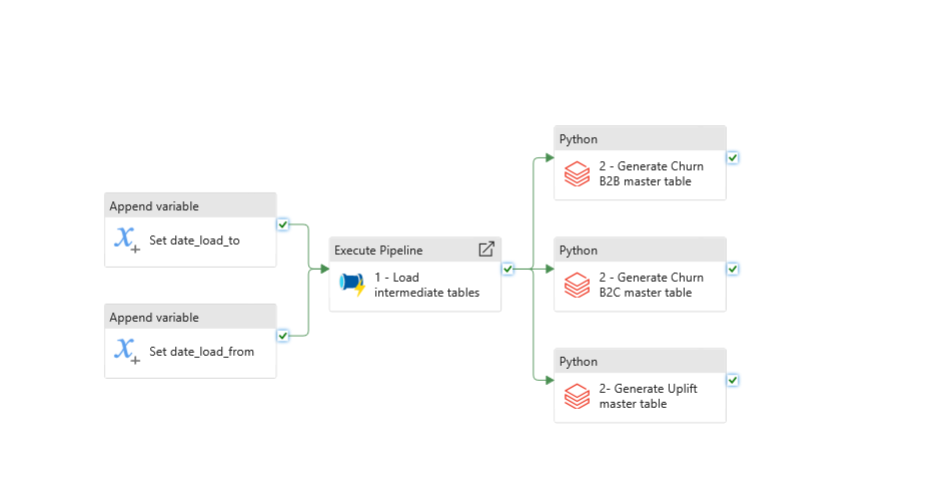 Append variable
Set date_load_to
Append variable
Set date_load_from
Execute Pipeline
1 - Load
intermediate tables
Python
2 - Generate Churn
B2B master table
Python
2 - Generate Churn
B2C master table
Python
2- Generate Uplift
master table